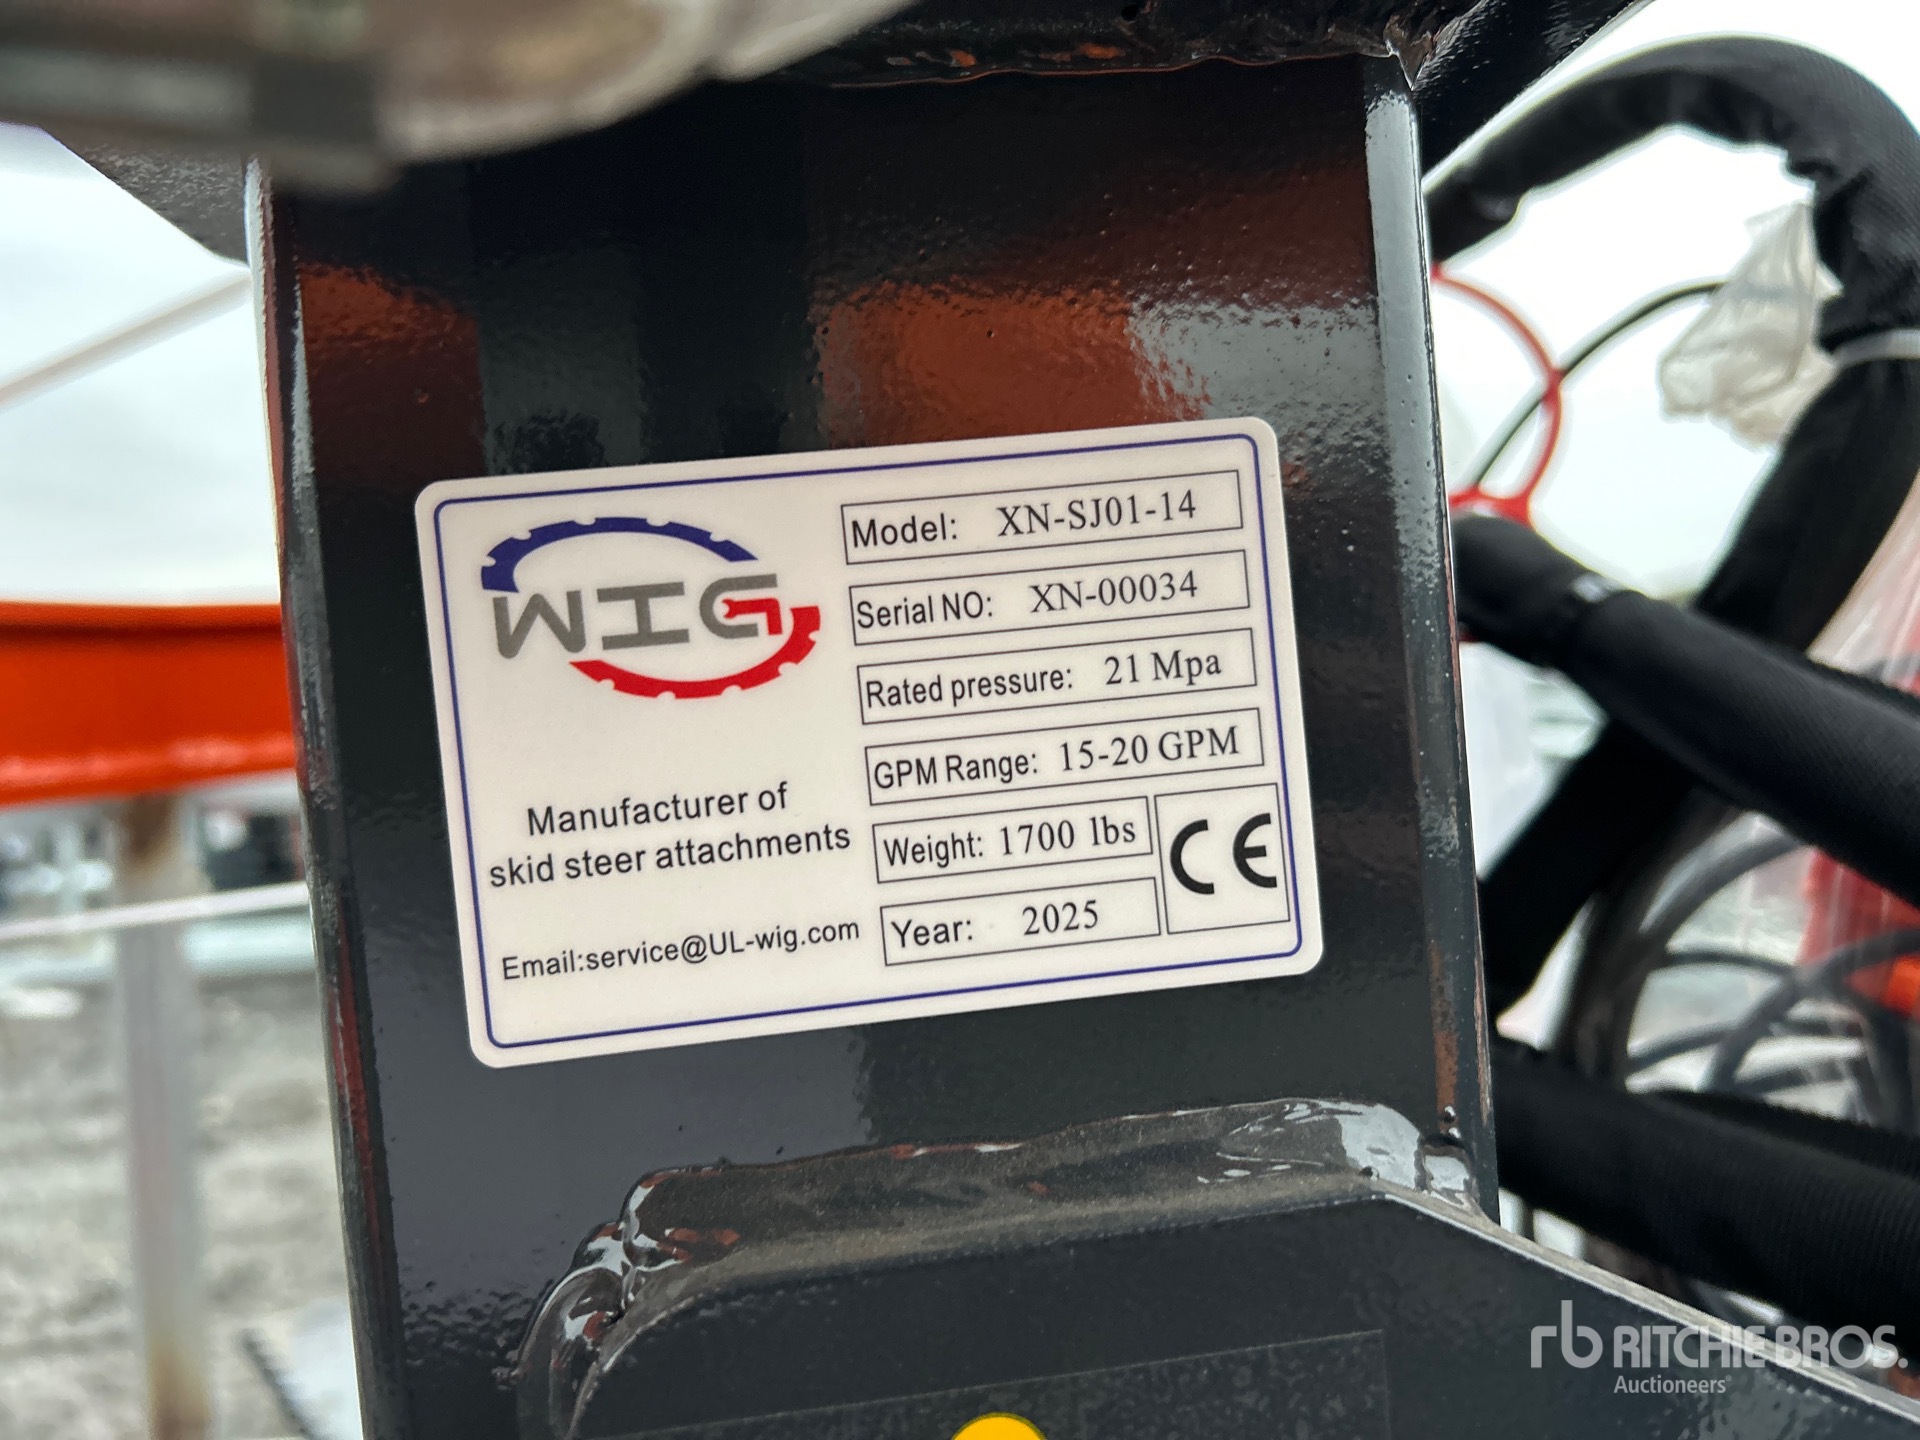 WIG
Manufacturer of
skid steer attachments
Email:service@UL-wig.com
Model: XN-SJ01-14
Serial NO: XN-00034
Rated pressure: 21 Mpa
GPM Range: 15-20 GPM
Weight: 1700 lbs
Year: 2025
CE
rb RITCHIE BROS.
Auctioneers